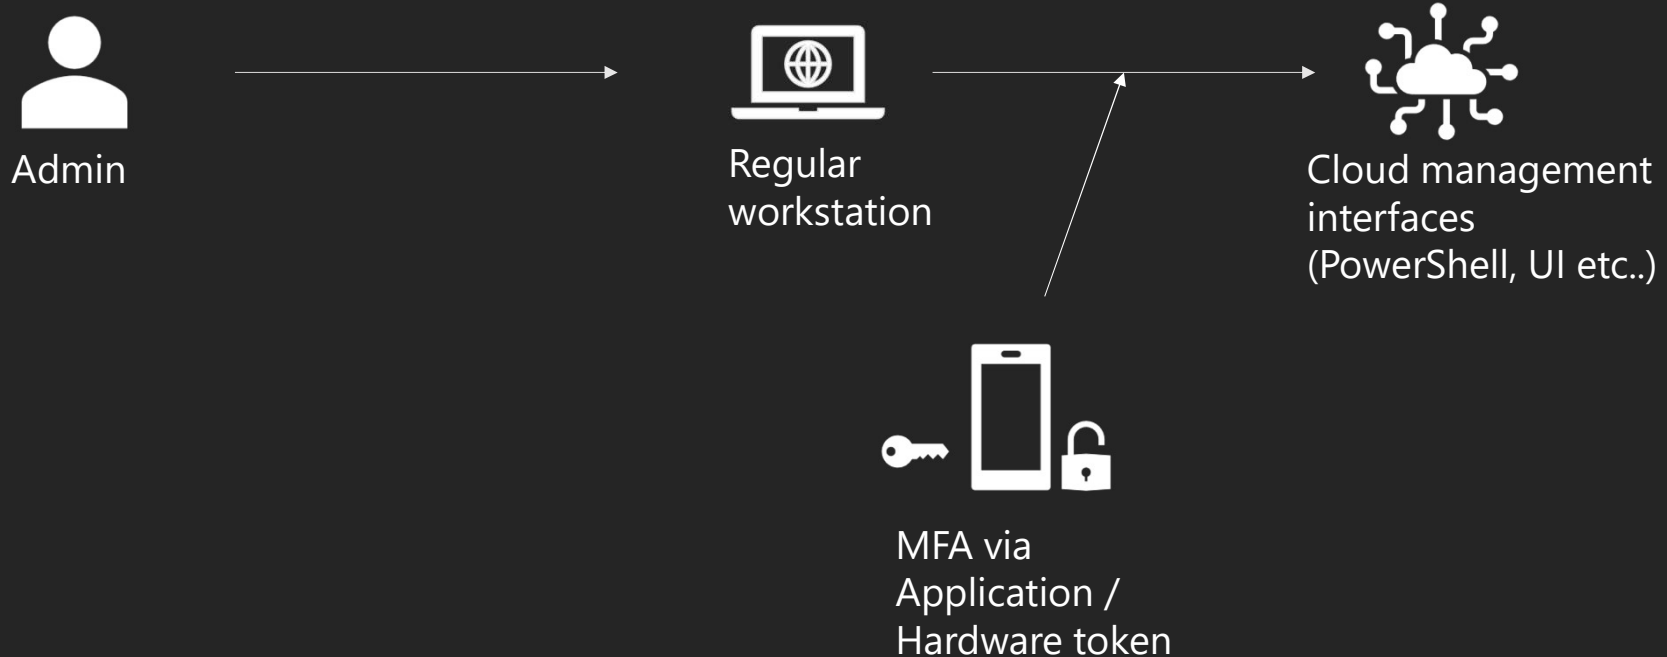 Admin
Regular
workstation
Cloud management
interfaces
(PowerShell, UI etc..)
MFA via
Application /
Hardware token